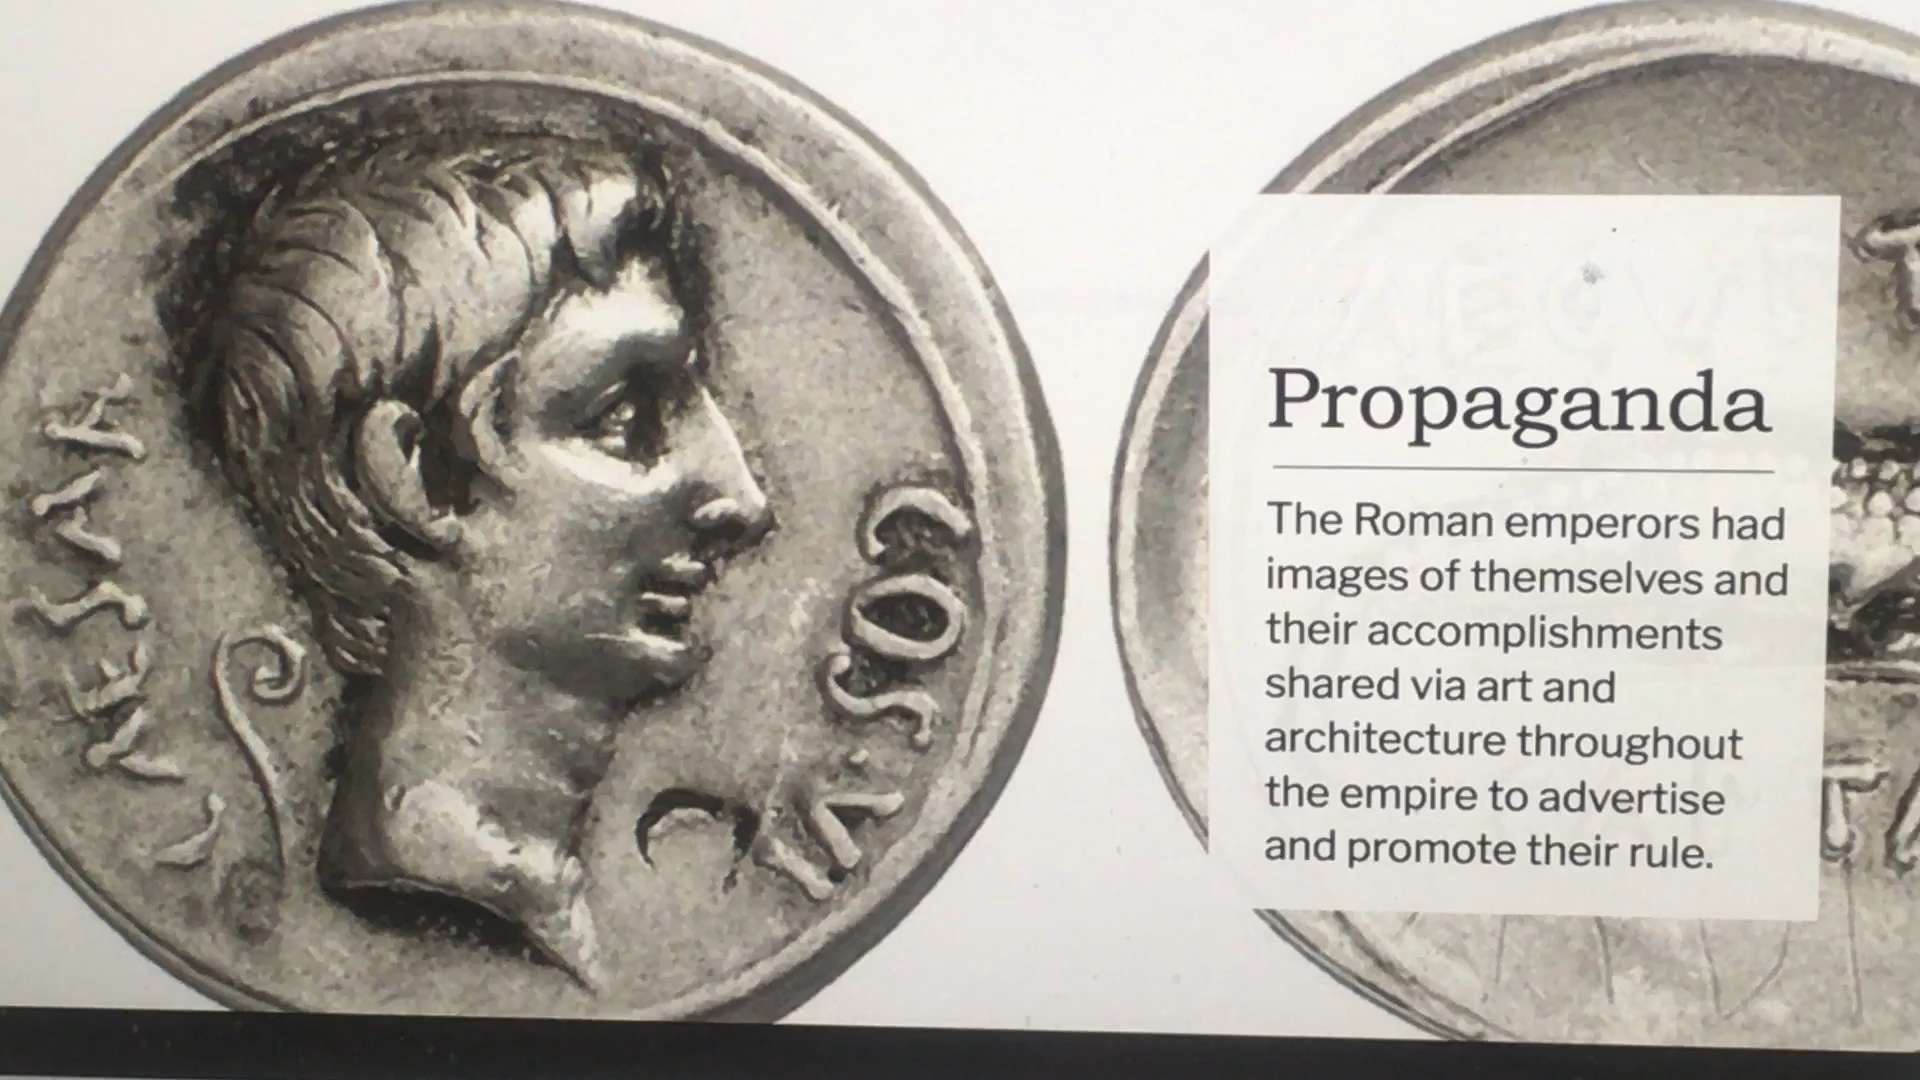 CAESAR
COS·VI
Propaganda
The Roman emperors had
images of themselves and
their accomplishments
shared via art and
architecture throughout
the empire to advertise
and promote their rule.